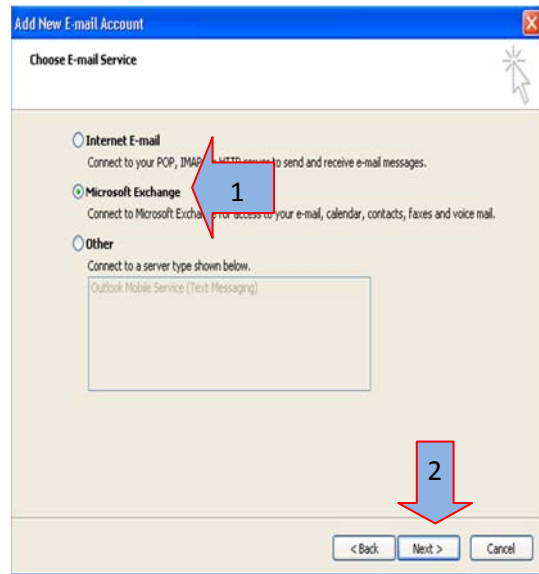 Add New E-mail Account
Choose E-mail Service
Internet E-mail
Connect to your POP, IMAP, HTTP server to send and receive e-mail messages.
Microsoft Exchange
1
Connect to Microsoft Exchange for access to your e-mail, calendar, contacts, faxes and voice mail.
Other
Connect to a server type shown below.
Outlook Mobile Service (Text Messaging)
2
< Back
Next >
Cancel